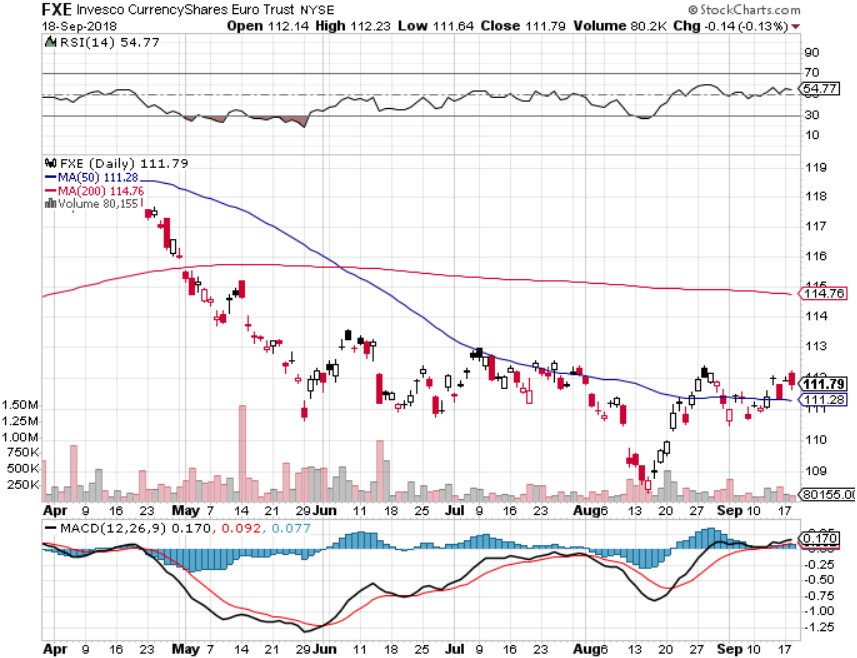 FXE Invesco CurrencyShares Euro Trust NYSE ® StockCharts.com
18-Sep-2018 Open 112.14 High 112.23 Low 111.64 Close 111.79 Volume 80.2K Chg -0.14 (-0.13%)
RSI(14) 54.77
90
70
54.77
30
10
FXE (Daily) 111.79
MA(50) 111.28
MA(200) 114.76
Volume 80,155
119
118
117
116
115
114.76
114
113
112
111.79
111.28
111
110
109
1.50M
1.25M
1.00M
750K
500K
250K
80155.00
Apr 9 16 23 May 7 14 21 29 Jun 11 18 25 Jul 9 16 23 Aug 6 13 20 27 Sep 10 17
MACD(12,26,9) 0.170, 0.092, 0.077
0.170
-0.25
-0.50
-0.75
-1.00
-1.25
Apr 9 16 23 May 7 14 21 29 Jun 11 18 25 Jul 9 16 23 Aug 6 13 20 27 Sep 10 17